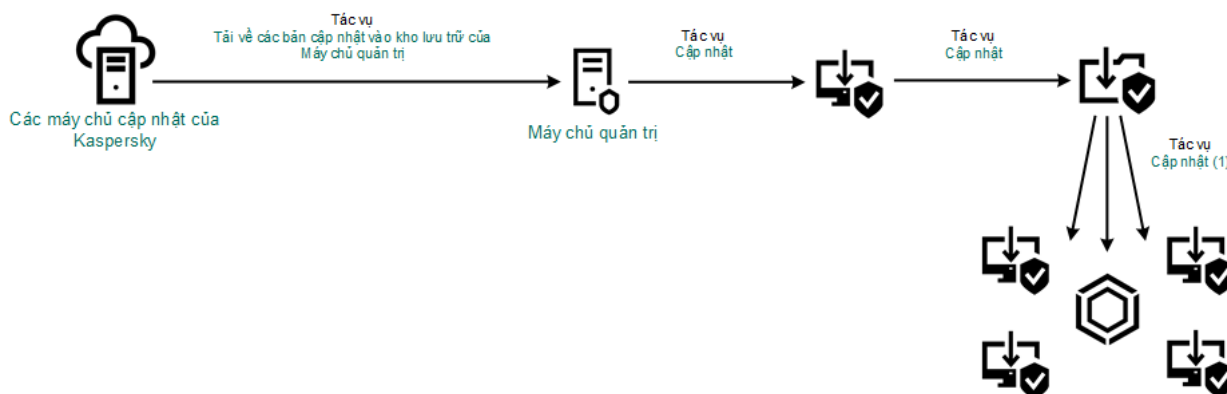 Tác vụ
Tải về các bản cập nhật vào kho lưu trữ của
Máy chủ quản trị
Tác vụ
Cập nhật
Tác vụ
Cập nhật
Các máy chủ cập nhật của
Kaspersky
Máy chủ quản trị
Tác vụ
Cập nhật (1)